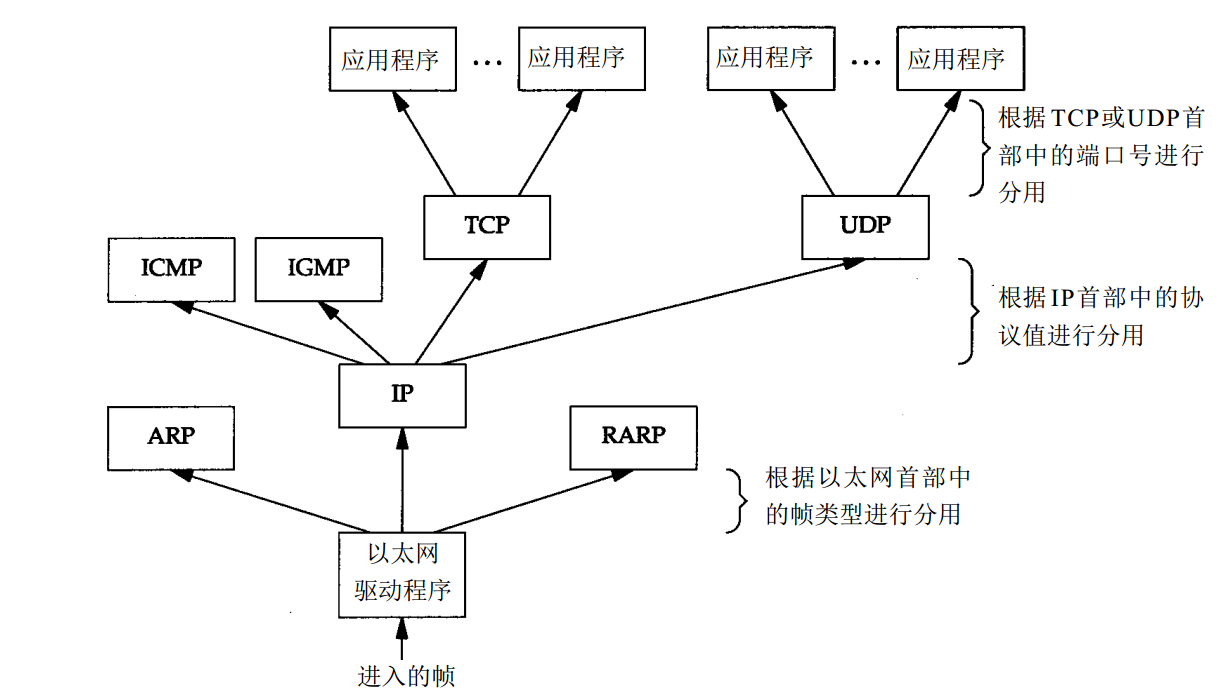 应用程序 … 应用程序 应用程序 … 应用程序
根据TCP或UDP首
部中的端口号进行
分用
TCP UDP
ICMP IGMP
根据IP首部中的协
议值进行分用
IP
ARP RARP
根据以太网首部中
的帧类型进行分用
以太网
驱动程序
进入的帧